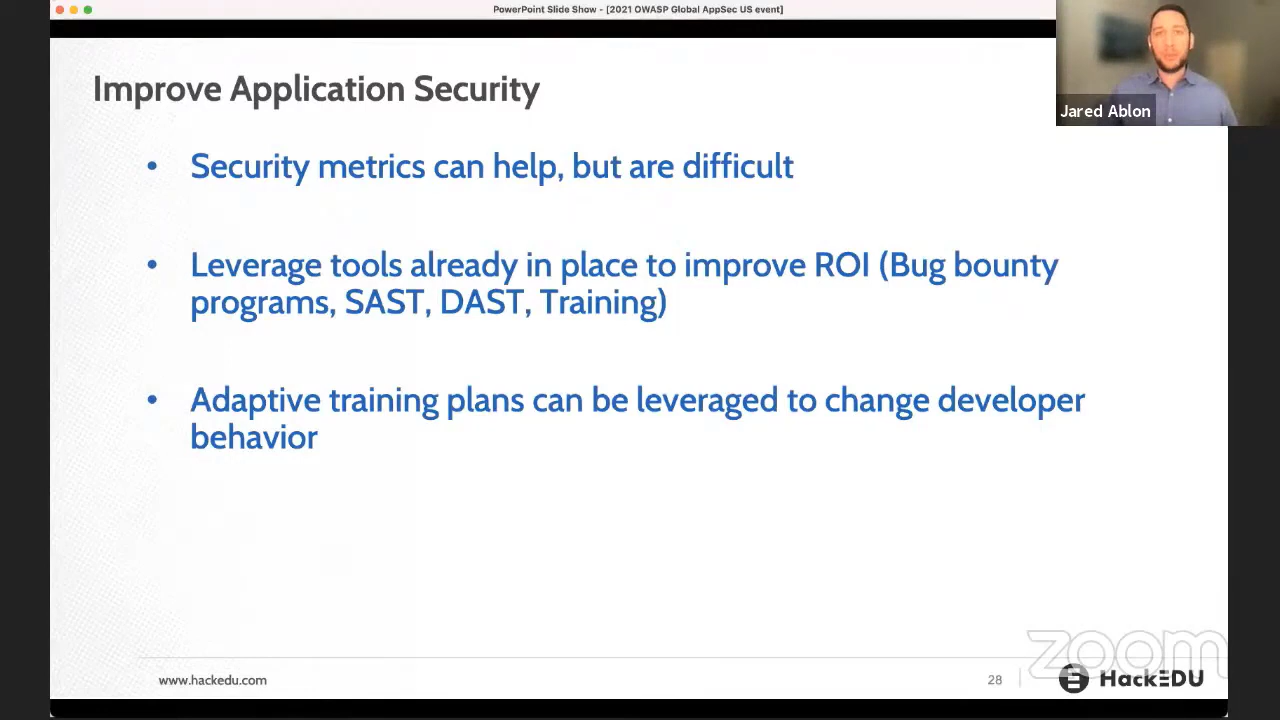 PowerPoint Slide Show - [2021 OWASP Global AppSec US event]
Improve Application Security
Jared Ablon
• Security metrics can help, but are difficult
• Leverage tools already in place to improve ROI (Bug bounty
programs, SAST, DAST, Training)
• Adaptive training plans can be leveraged to change developer
behavior
zoom
www.hackedu.com
28
HackEDU